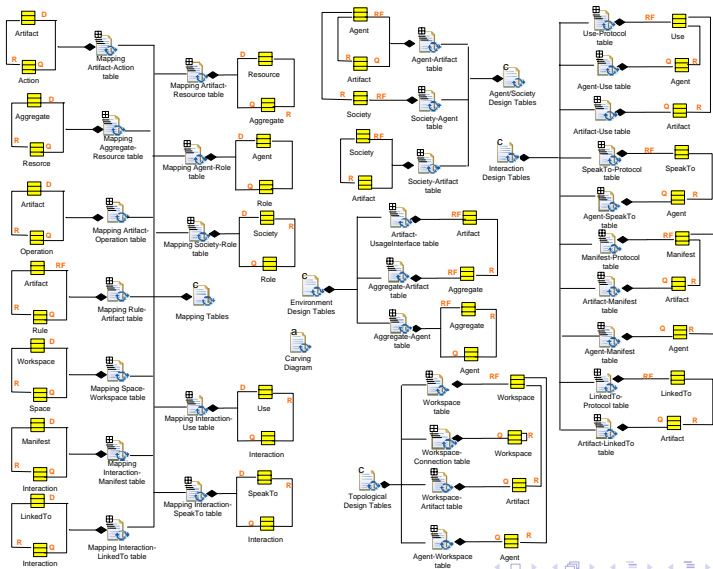 D
Artifact
R
Q
Action
Mapping
Artifact-Action
table
D
Resource
Q
R
Aggregate
Mapping Artifact-
Resource table
D
Aggregate
R
Q
Resorce
Mapping
Aggregate-
Resource table
D
Agent
Q
R
Role
Mapping Agent-Role
table
D
Artifact
R
Q
Operation
Mapping Artifact-
Operation table
D
Society
R
Q
Role
Mapping Society-Role
table
RF
Artifact
R
Q
Rule
Mapping Rule-
Artifact table
C
Mapping Tables
D
Workspace
R
Q
Space
Mapping Space-
Workspace table
D
Use
R
Q
Interaction
Mapping Interaction-
Use table
D
Manifest
R
Q
Interaction
Mapping
Interaction-
Manifest table
D
SpeakTo
R
Q
Interaction
Mapping Interaction-
SpeakTo table
D
LinkedTo
R
Q
Interaction
Mapping Interaction-
LinkedTo table
RF
Agent
Q
Artifact
Agent-Artifact
table
R
RF
Society
Society-Agent
table
C
Agent/Society
Design Tables
RF
Society
R
Q
Artifact
Society-Artifact
table
Artifact-
UsageInterface table
RF
Artifact
C
Environment
Design Tables
Aggregate-Artifact
table
Q
R
Aggregate
Aggregate-Agent
table
RF
Aggregate
R
Q
Agent
a
Carving
Diagram
C
Topological
Design Tables
Workspace
table
RF
Workspace
Workspace-
Connection table
Q
R
Workspace
Workspace-
Artifact table
Q
R
Artifact
Agent-Workspace
table
Q
R
Agent
C
Interaction
Design Tables
Use-Protocol
table
RF
Use
Agent-Use table
Q
R
Agent
Artifact-Use table
Q
R
Artifact
SpeakTo-Protocol
table
RF
SpeakTo
Agent-SpeakTo
table
Q
R
Agent
Manifest-Protocol
table
RF
Manifest
Artifact-Manifest
table
Q
R
Artifact
Agent-Manifest
table
Q
R
Agent
LinkedTo-
Protocol table
RF
LinkedTo
Artifact-LinkedTo
table
Q
R
Artifact